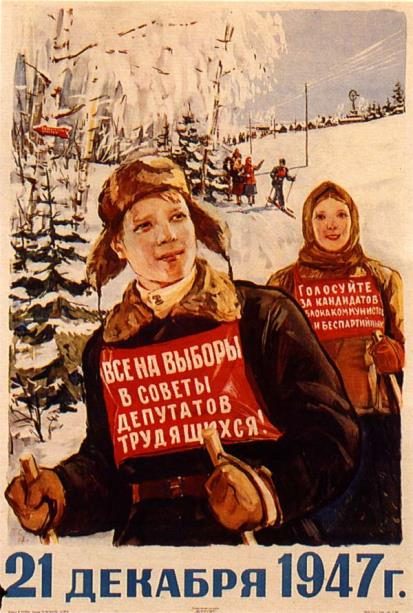 ВСЕ НА ВЫБОРЫ
В СОВЕТЫ
ДЕПУТАТОВ
ТРУДЯЩИХСЯ!
ГОЛОСУЙТЕ
ЗА КАНДИДАТОВ
БЛОКА КОММУНИСТОВ
И БЕСПАРТИЙНЫХ
21 ДЕКАБРЯ 1947 г.